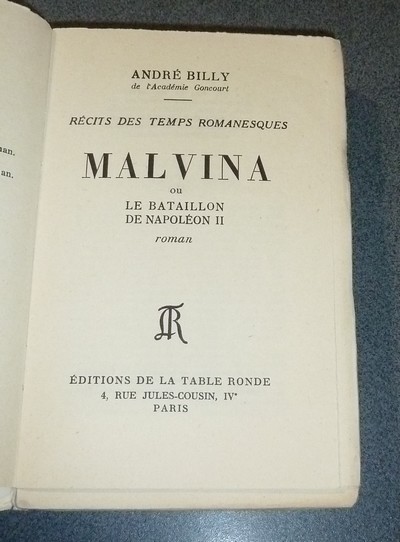 ANDRÉ BILLY
de l'Académie Goncourt
RÉCITS DES TEMPS ROMANESQUES
MALVINA
ou
LE BATAILLON
DE NAPOLÉON II
roman
ÉDITIONS DE LA TABLE RONDE
4, RUE JULES-COUSIN, IVᵉ
PARIS